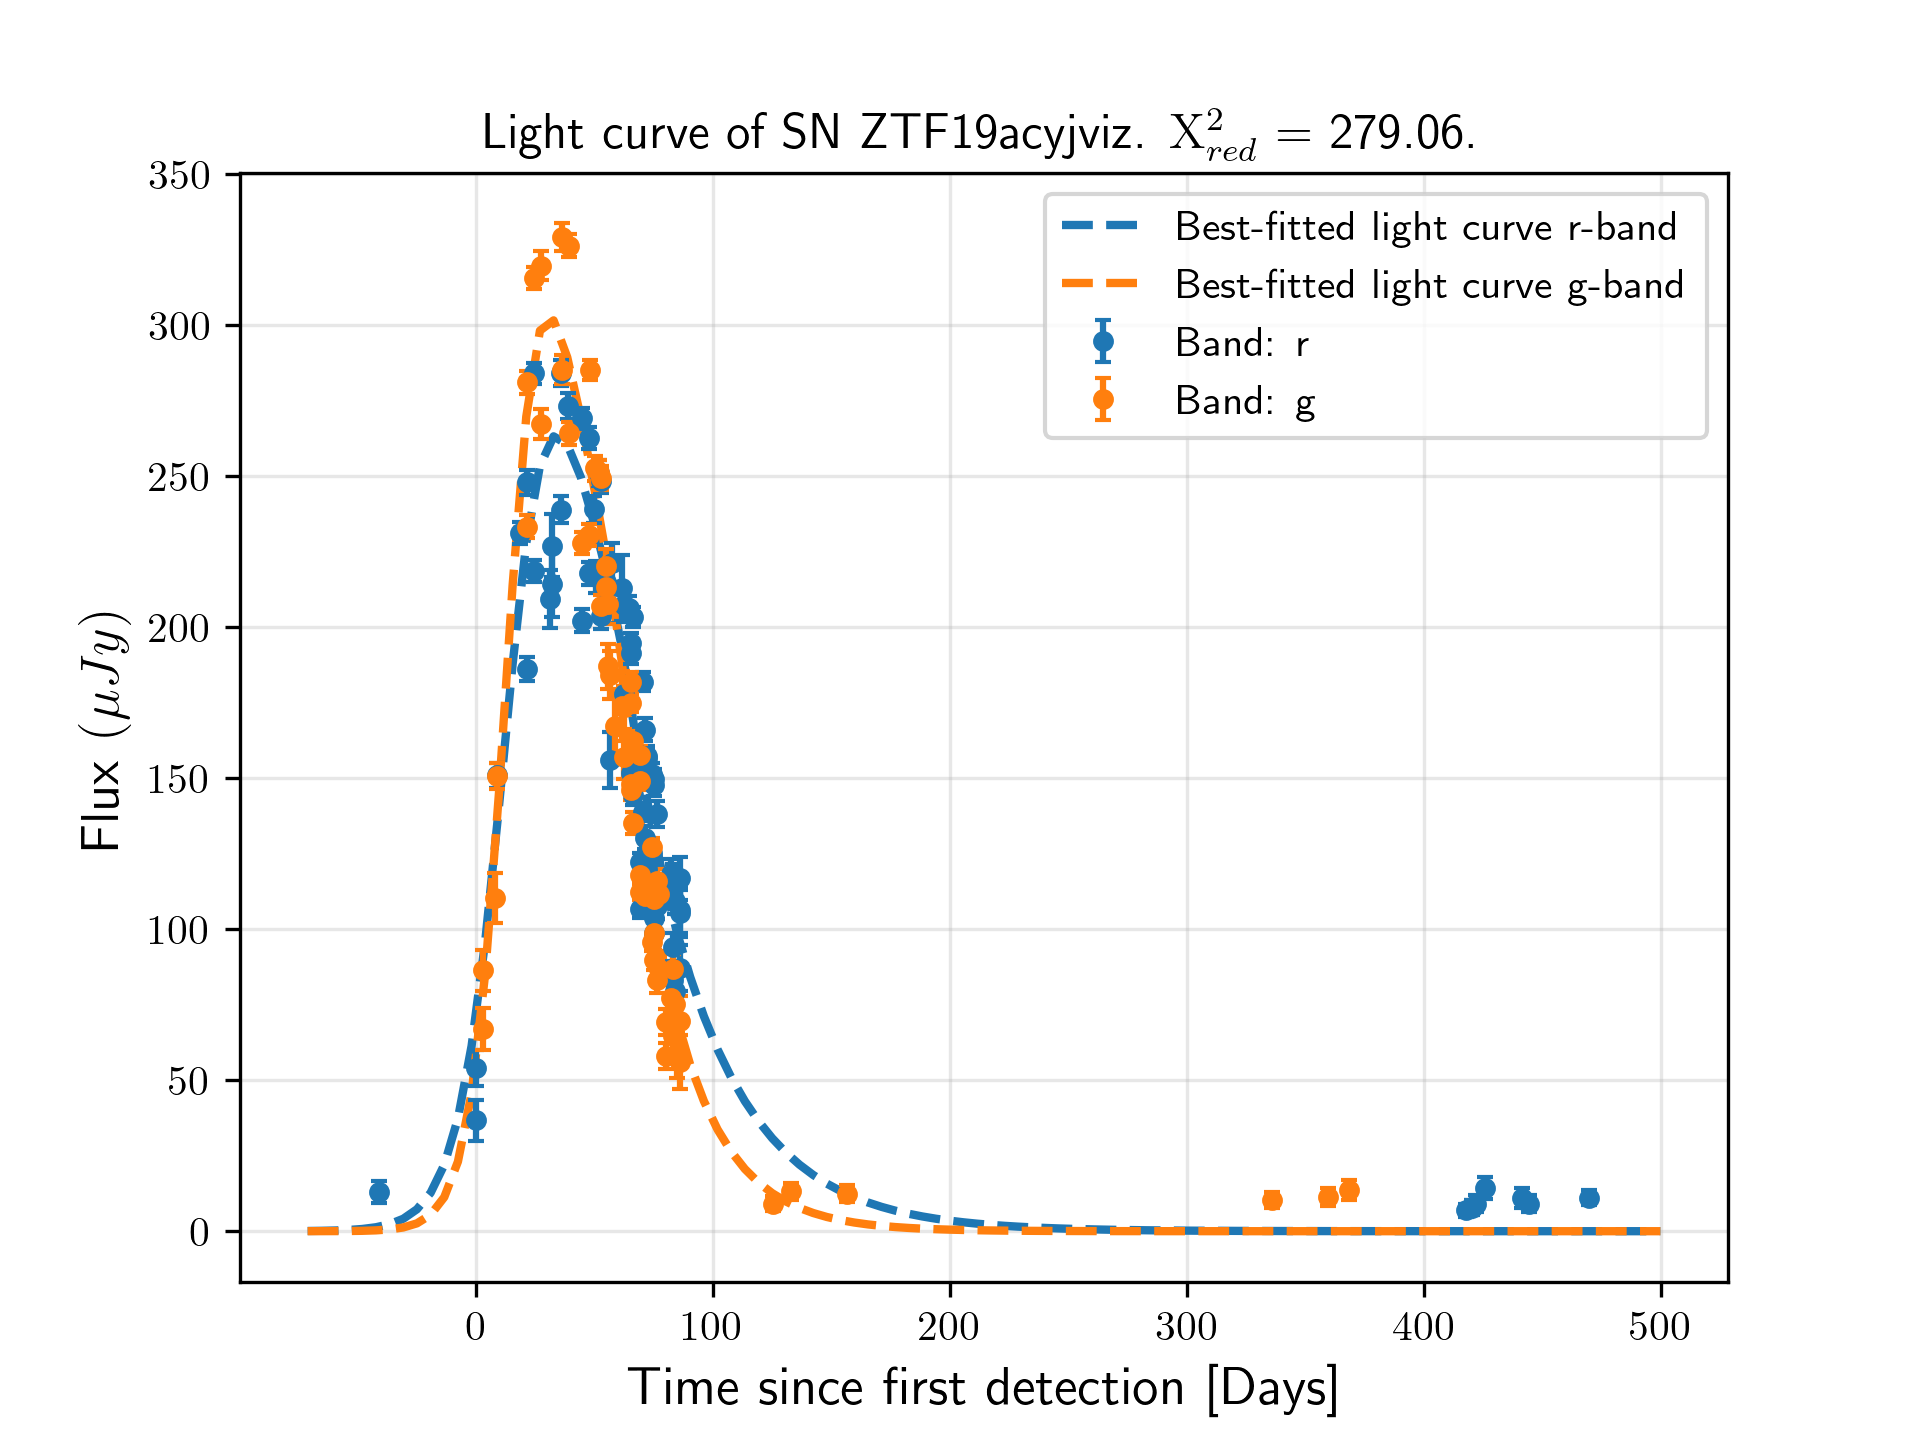 Light curve of SN ZTF19acyjviz. X²_red = 279.06.
350
300
250
200
150
100
50
0
Flux (μJy)
Best-fitted light curve r-band
Best-fitted light curve g-band
Band: r
Band: g
0 100 200 300 400 500
Time since first detection [Days]